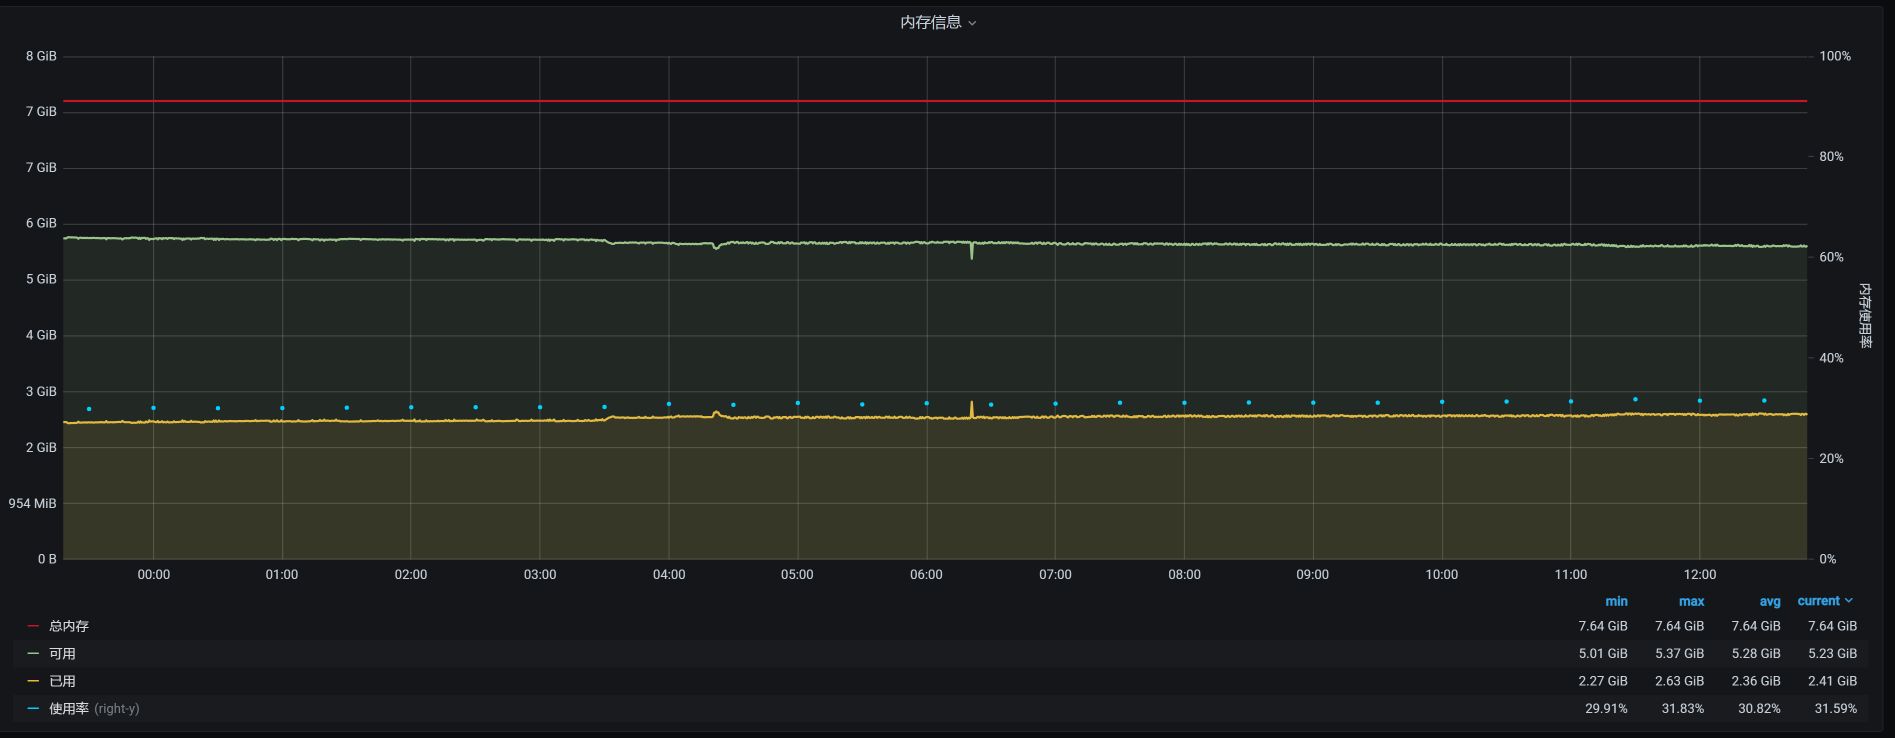 内存信息
8 GiB
7 GiB
7 GiB
6 GiB
5 GiB
4 GiB
3 GiB
2 GiB
954 MiB
0 B
100%
80%
60%
40%
20%
0%
内存使用率
00:00 01:00 02:00 03:00 04:00 05:00 06:00 07:00 08:00 09:00 10:00 11:00 12:00
min max avg current
总内存 7.64 GiB 7.64 GiB 7.64 GiB 7.64 GiB
可用 5.01 GiB 5.37 GiB 5.28 GiB 5.23 GiB
已用 2.27 GiB 2.63 GiB 2.36 GiB 2.41 GiB
使用率 (right-y) 29.91% 31.83% 30.82% 31.59%